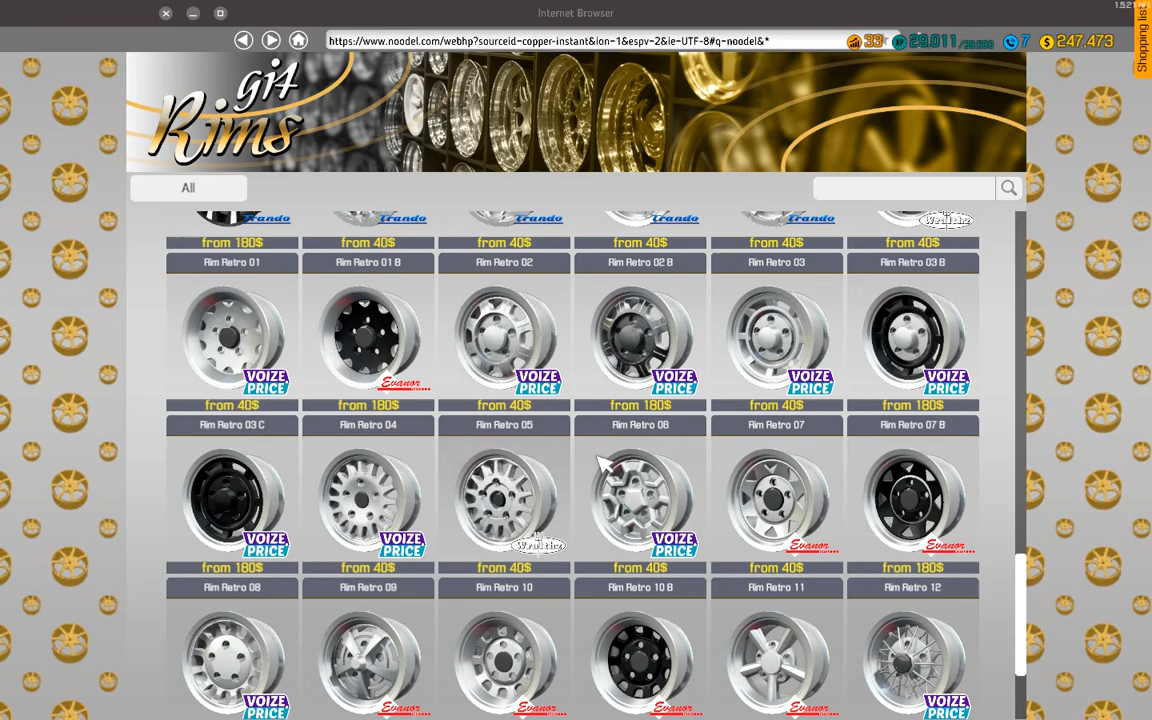 Internet Browser
1.5.21
Shopping list
https://www.noodel.com/webhp?sourceid=copper-instant&ion=1&espv=2&ie=UTF-8#q=noodel&*
33
29,011
7
247,473
gi4
Rims
All
Trando Trando Trando Trando Trando Wealthy
from 180$ from 40$ from 40$ from 40$ from 40$ from 40$
Rim Retro 01 Rim Retro 01 B Rim Retro 02 Rim Retro 02 B Rim Retro 03 Rim Retro 03 B
VOIZE PRICE Evanor VOIZE PRICE VOIZE PRICE VOIZE PRICE VOIZE PRICE
from 40$ from 180$ from 40$ from 180$ from 40$ from 180$
Rim Retro 03 C Rim Retro 04 Rim Retro 05 Rim Retro 06 Rim Retro 07 Rim Retro 07 B
VOIZE PRICE VOIZE PRICE Wealthy VOIZE PRICE Evanor Evanor
from 180$ from 40$ from 40$ from 40$ from 40$ from 180$
Rim Retro 08 Rim Retro 09 Rim Retro 10 Rim Retro 10 B Rim Retro 11 Rim Retro 12
VOIZE PRICE Evanor Evanor Evanor Evanor VOIZE PRICE